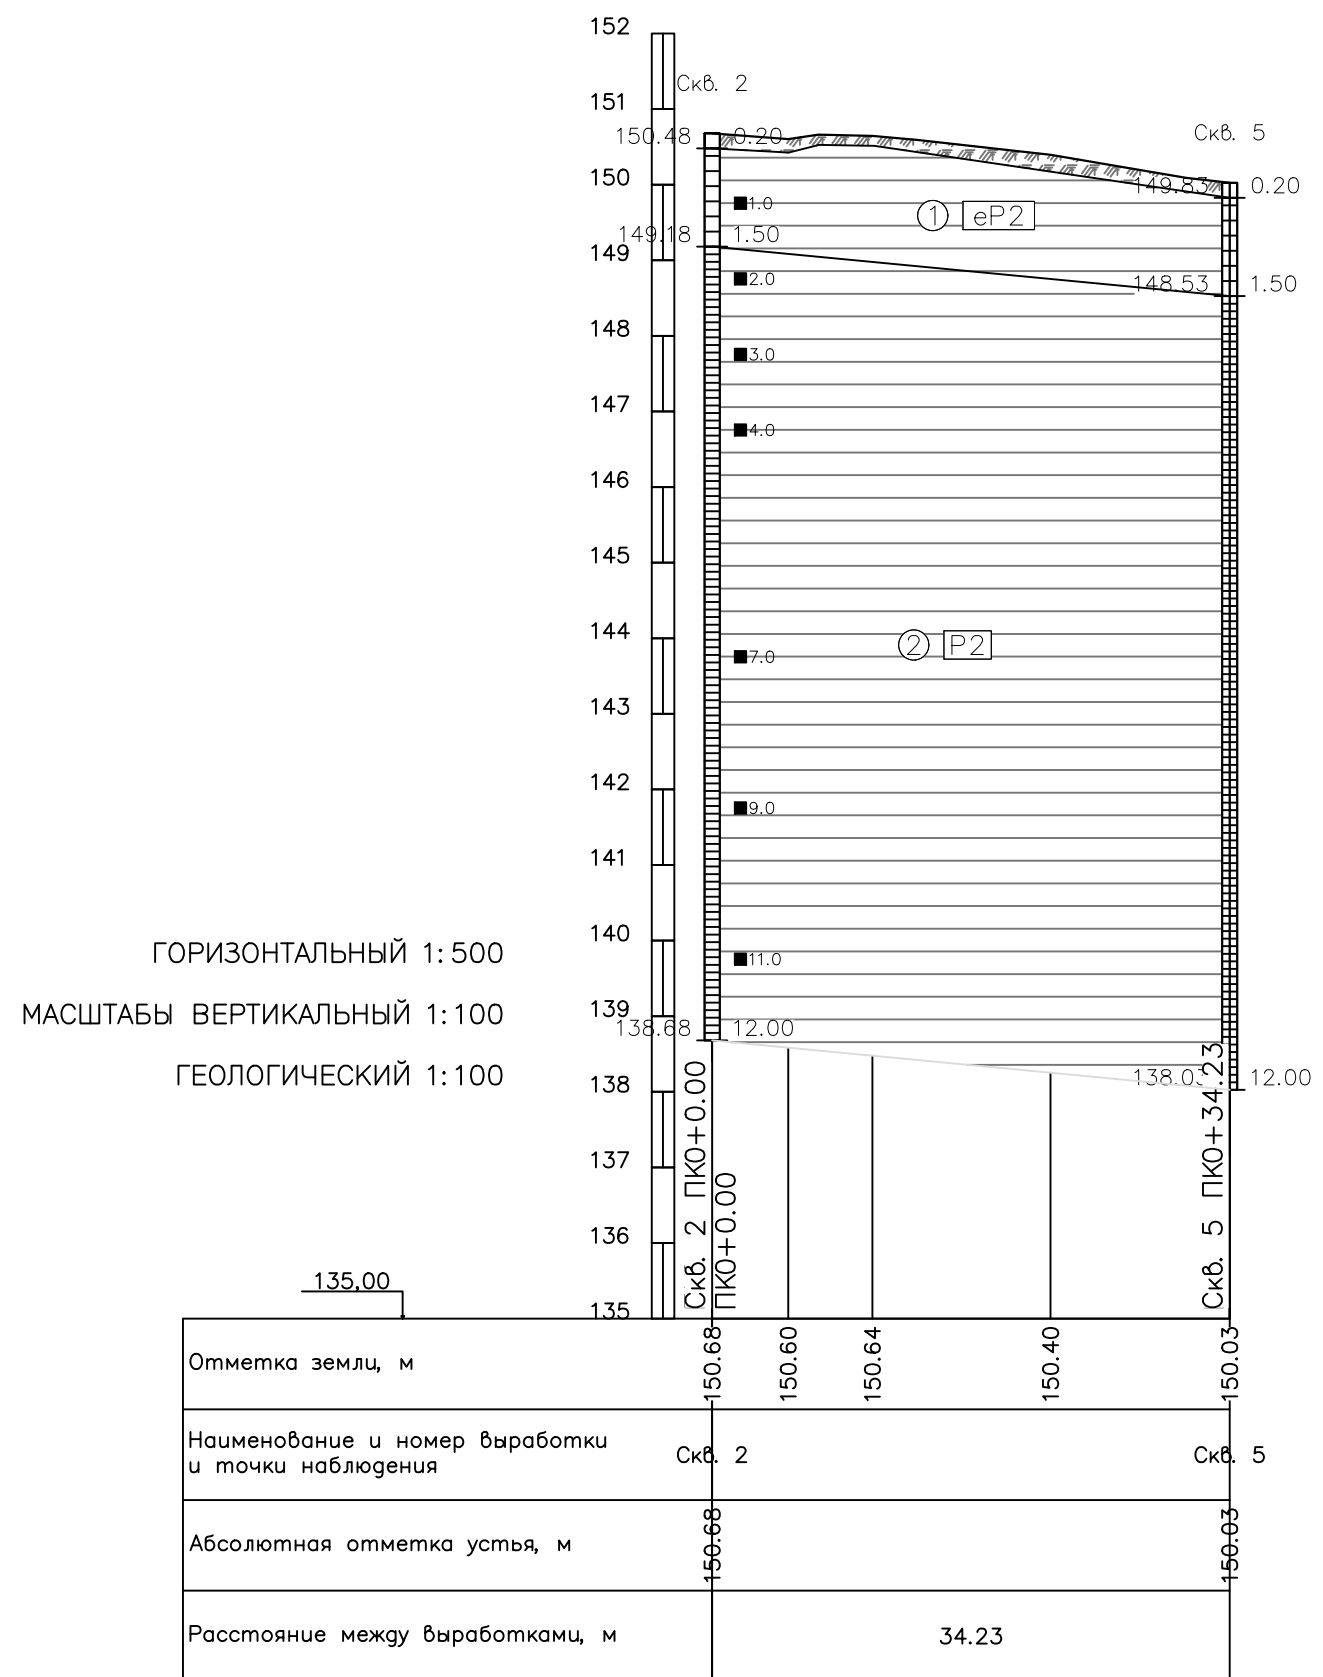 152
Скв. 2
151
Скв. 5
150.48 0.20
150
149.83 0.20
1.0
1 eP2
149.18 1.50
149
2.0
148.53 1.50
148
3.0
147
4.0
146
145
144
2 P2
7.0
143
142
9.0
141
140
ГОРИЗОНТАЛЬНЫЙ 1:500
11.0
139
МАСШТАБЫ ВЕРТИКАЛЬНЫЙ 1:100
138.68 12.00
ГЕОЛОГИЧЕСКИЙ 1:100
138
138.03 12.00
137
136
Скв. 2 ПК0+0.00
ПК0+0.00
Скв. 5 ПК0+34.23
135,00
135
Отметка земли, м
150.68 150.60 150.64 150.40 150.03
Наименование и номер выработки
и точки наблюдения
Скв. 2 Скв. 5
Абсолютная отметка устья, м
150.68 150.03
Расстояние между выработками, м
34.23